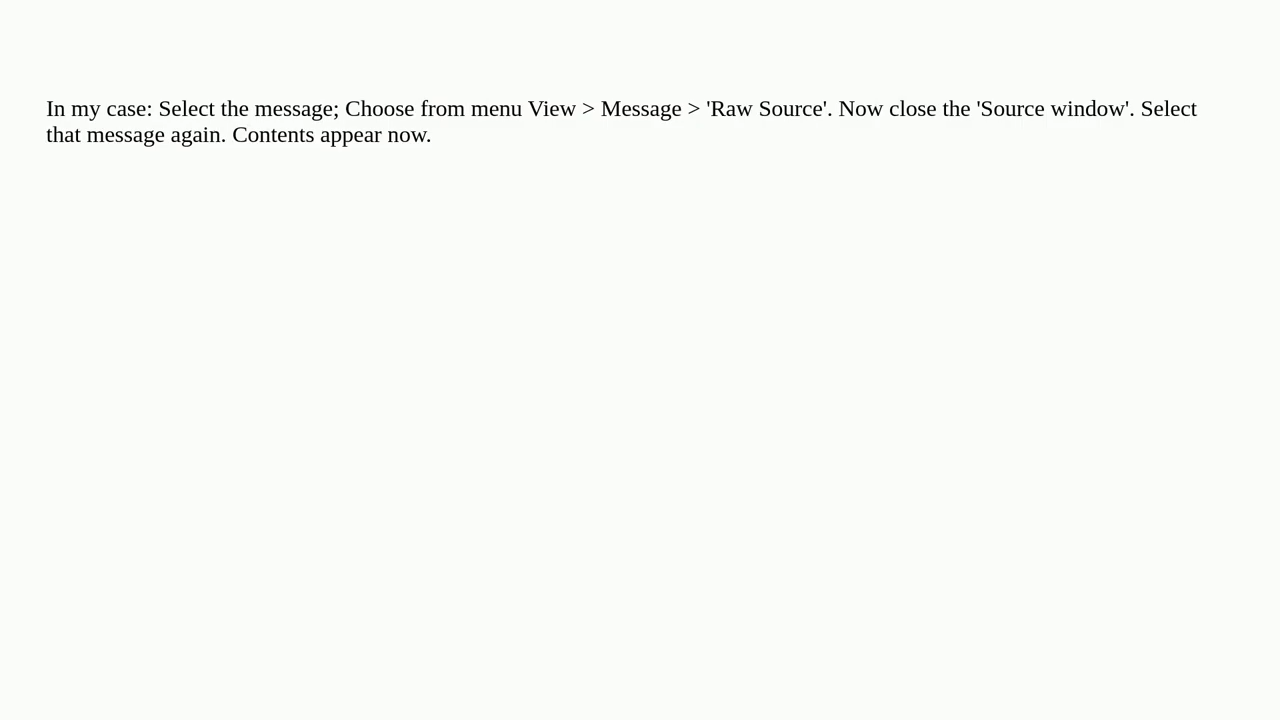 In my case: Select the message; Choose from menu View > Message > 'Raw Source'. Now close the 'Source window'. Select
that message again. Contents appear now.